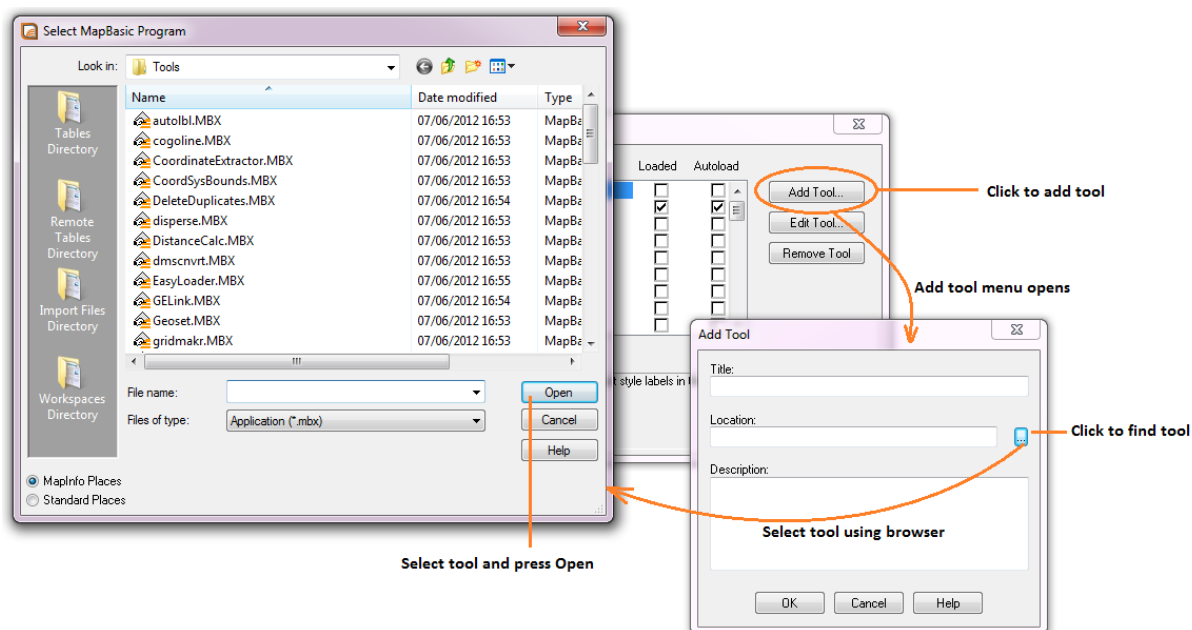 Select MapBasic Program
Look in:
Tools
Name
Date modified
Type
autolbl.MBX 07/06/2012 16:53 MapBa
cogoline.MBX 07/06/2012 16:53 MapBa
CoordinateExtractor.MBX 07/06/2012 16:53 MapBa
CoordSysBounds.MBX 07/06/2012 16:53 MapBa
DeleteDuplicates.MBX 07/06/2012 16:54 MapBa
disperse.MBX 07/06/2012 16:53 MapBa
DistanceCalc.MBX 07/06/2012 16:53 MapBa
dmscnvrt.MBX 07/06/2012 16:53 MapBa
EasyLoader.MBX 07/06/2012 16:55 MapBa
GELink.MBX 07/06/2012 16:54 MapBa
Geoset.MBX 07/06/2012 16:53 MapBa
gridmakr.MBX 07/06/2012 16:53 MapBa
Tables
Directory
Remote
Tables
Directory
Import Files
Directory
Workspaces
Directory
File name:
Files of type:
Application (*.mbx)
Open
Cancel
Help
MapInfo Places
Standard Places
Select tool and press Open
Loaded
Autoload
Add Tool...
Edit Tool...
Remove Tool
t style labels in t
Click to add tool
Add tool menu opens
Add Tool
Title:
Location:
...
Description:
Click to find tool
Select tool using browser
OK
Cancel
Help